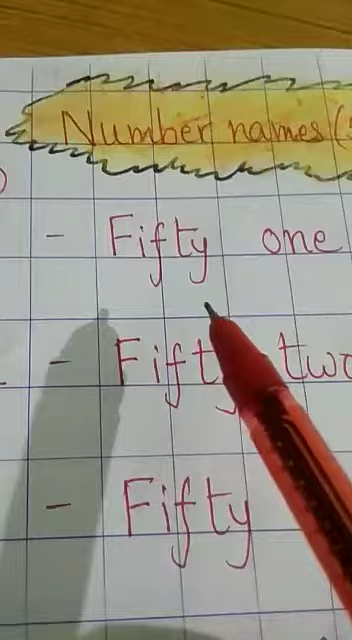 Number names (
- Fifty one
- Fifty two
- Fifty